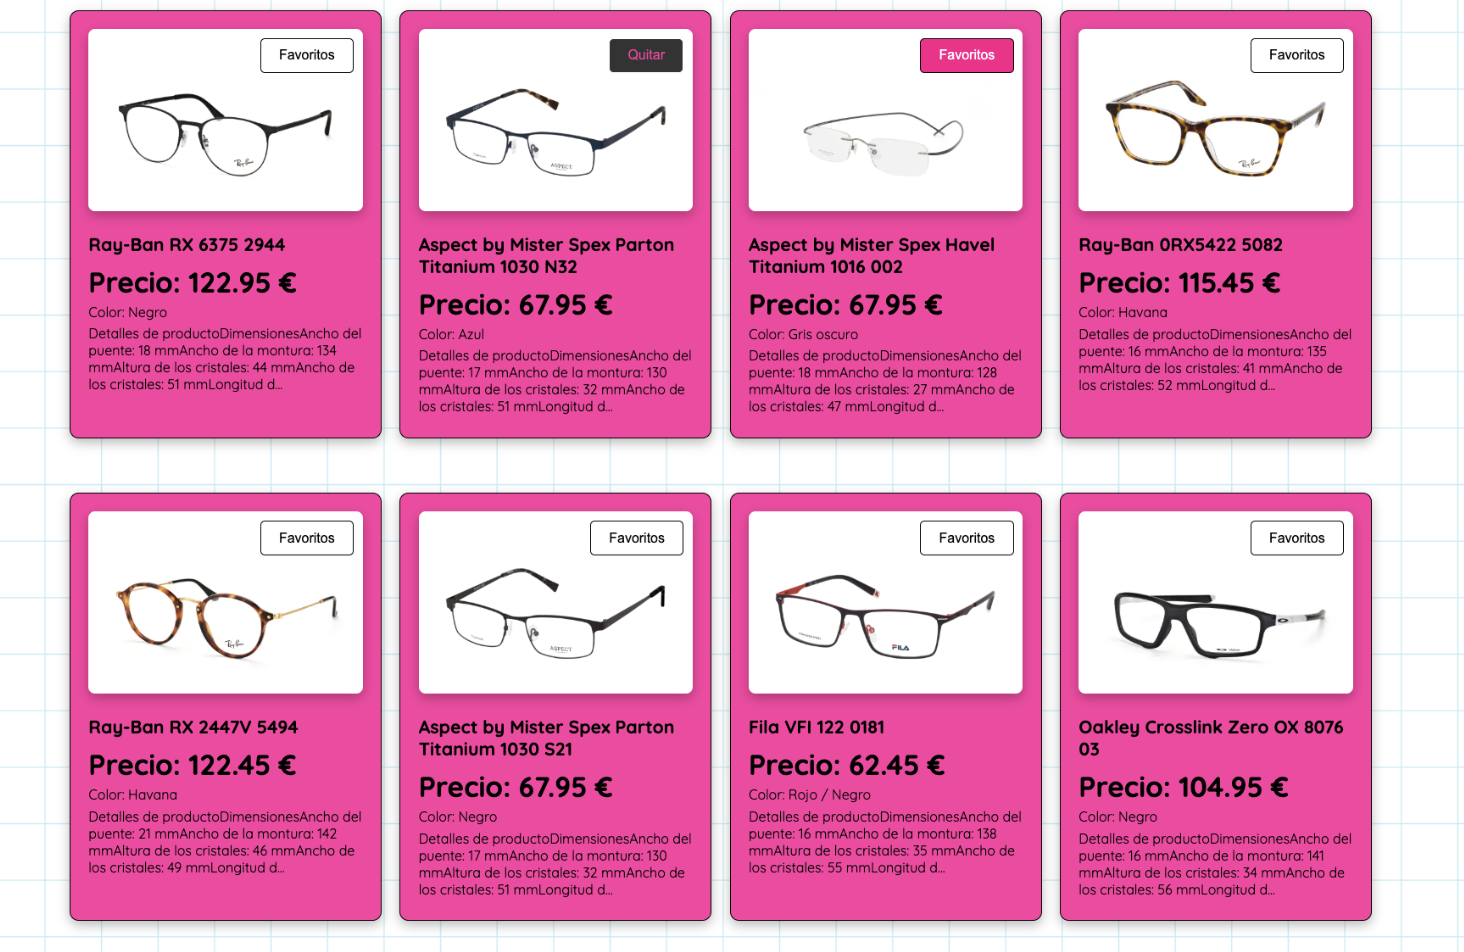 Favoritos
Ray-Ban
Ray-Ban RX 6375 2944
Precio: 122.95 €
Color: Negro
Detalles de productoDimensionesAncho del
puente: 18 mmAncho de la montura: 134
mmAltura de los cristales: 44 mmAncho de
los cristales: 51 mmLongitud d...
Quitar
ASPECT
Aspect by Mister Spex Parton
Titanium 1030 N32
Precio: 67.95 €
Color: Azul
Detalles de productoDimensionesAncho del
puente: 17 mmAncho de la montura: 130
mmAltura de los cristales: 32 mmAncho de
los cristales: 51 mmLongitud d...
Favoritos
Aspect by Mister Spex Havel
Titanium 1016 002
Precio: 67.95 €
Color: Gris oscuro
Detalles de productoDimensionesAncho del
puente: 18 mmAncho de la montura: 128
mmAltura de los cristales: 27 mmAncho de
los cristales: 47 mmLongitud d...
Favoritos
Ray-Ban
Ray-Ban 0RX5422 5082
Precio: 115.45 €
Color: Havana
Detalles de productoDimensionesAncho del
puente: 16 mmAncho de la montura: 135
mmAltura de los cristales: 41 mmAncho de
los cristales: 52 mmLongitud d...
Favoritos
Ray-Ban
Ray-Ban RX 2447V 5494
Precio: 122.45 €
Color: Havana
Detalles de productoDimensionesAncho del
puente: 21 mmAncho de la montura: 142
mmAltura de los cristales: 46 mmAncho de
los cristales: 49 mmLongitud d...
Favoritos
ASPECT
Aspect by Mister Spex Parton
Titanium 1030 S21
Precio: 67.95 €
Color: Negro
Detalles de productoDimensionesAncho del
puente: 17 mmAncho de la montura: 130
mmAltura de los cristales: 32 mmAncho de
los cristales: 51 mmLongitud d...
Favoritos
FILA
Fila VFI 122 0181
Precio: 62.45 €
Color: Rojo / Negro
Detalles de productoDimensionesAncho del
puente: 16 mmAncho de la montura: 138
mmAltura de los cristales: 35 mmAncho de
los cristales: 55 mmLongitud d...
Favoritos
Oakley Crosslink Zero OX 8076
03
Precio: 104.95 €
Color: Negro
Detalles de productoDimensionesAncho del
puente: 16 mmAncho de la montura: 141
mmAltura de los cristales: 34 mmAncho de
los cristales: 56 mmLongitud d...